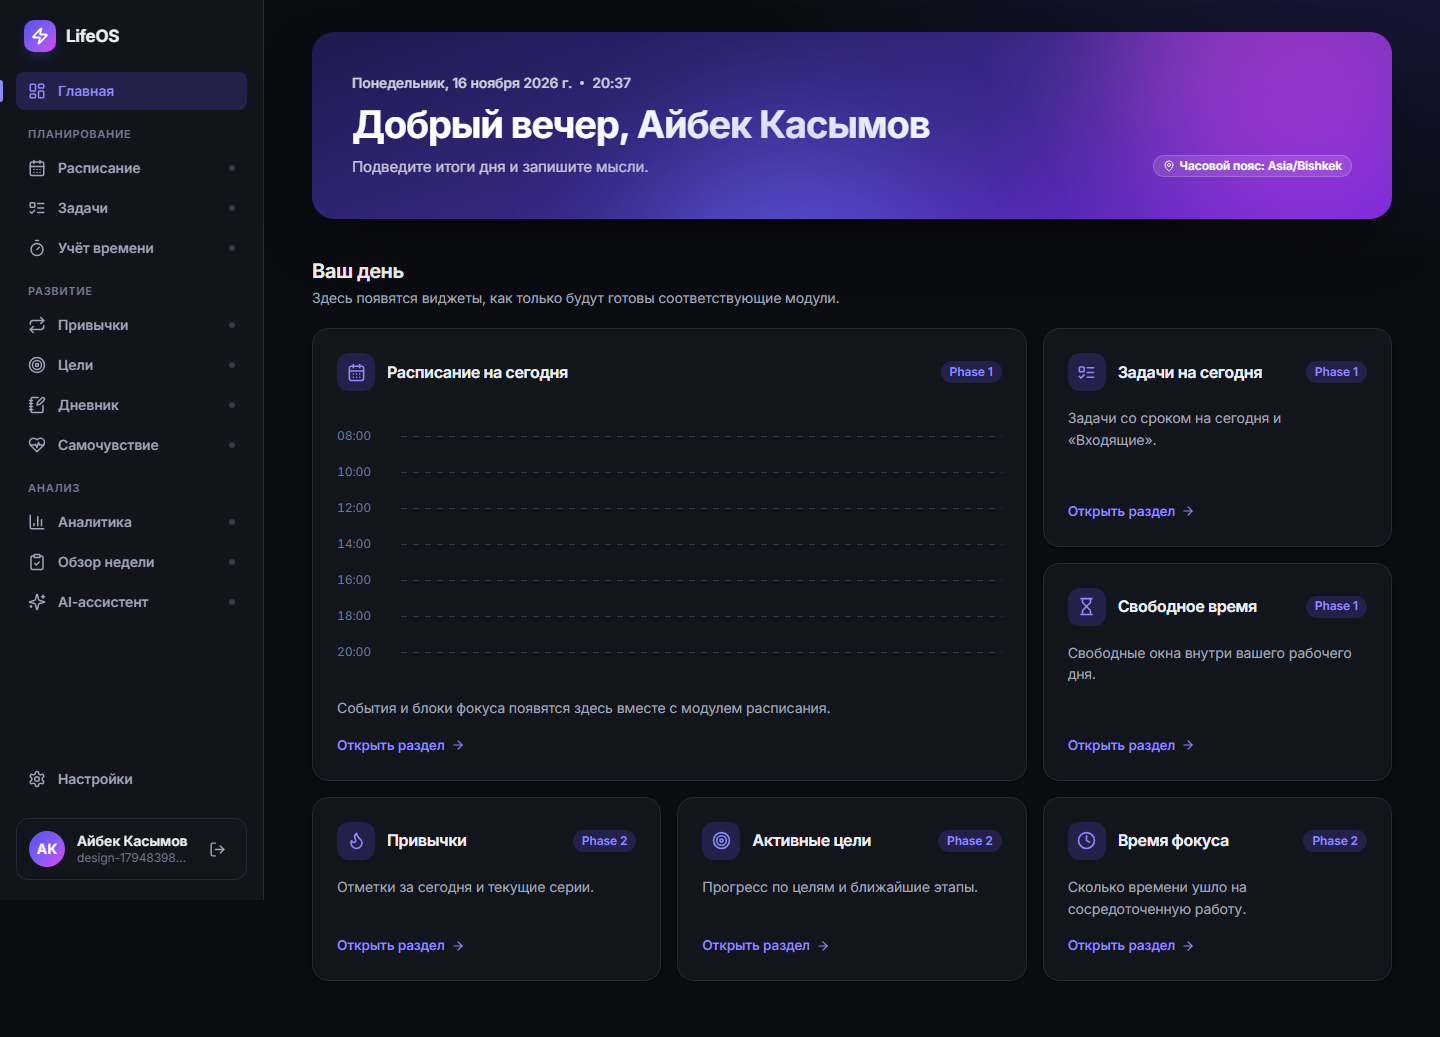 LifeOS
Главная
ПЛАНИРОВАНИЕ
Расписание
Задачи
Учёт времени
РАЗВИТИЕ
Привычки
Цели
Дневник
Самочувствие
АНАЛИЗ
Аналитика
Обзор недели
AI-ассистент
Настройки
АК
Айбек Касымов
design-17948398...
Понедельник, 16 ноября 2026 г. • 20:37
Добрый вечер, Айбек Касымов
Подведите итоги дня и запишите мысли.
Часовой пояс: Asia/Bishkek
Ваш день
Здесь появятся виджеты, как только будут готовы соответствующие модули.
Расписание на сегодня
Phase 1
08:00
10:00
12:00
14:00
16:00
18:00
20:00
События и блоки фокуса появятся здесь вместе с модулем расписания.
Открыть раздел →
Задачи на сегодня
Phase 1
Задачи со сроком на сегодня и
«Входящие».
Открыть раздел →
Свободное время
Phase 1
Свободные окна внутри вашего рабочего
дня.
Открыть раздел →
Привычки
Phase 2
Отметки за сегодня и текущие серии.
Открыть раздел →
Активные цели
Phase 2
Прогресс по целям и ближайшие этапы.
Открыть раздел →
Время фокуса
Phase 2
Сколько времени ушло на
сосредоточенную работу.
Открыть раздел →